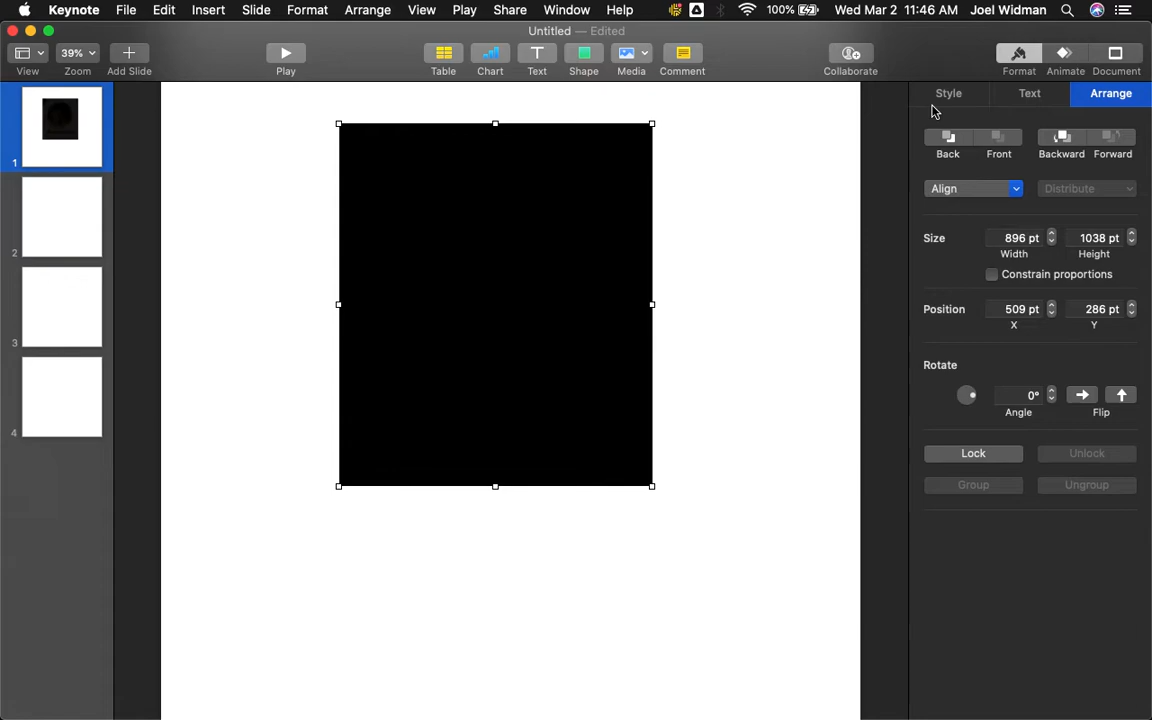 Keynote File Edit Insert Slide Format Arrange View Play Share Window Help 100% Wed Mar 2 11:46 AM Joel Widman
Untitled — Edited
39%
View Zoom Add Slide Play Table Chart Text Shape Media Comment Collaborate Format Animate Document
Style Text Arrange
Back Front Backward Forward
Align Distribute
Size 896 pt 1038 pt
Width Height
Constrain proportions
Position 509 pt 286 pt
X Y
Rotate
0°
Angle Flip
Lock Unlock
Group Ungroup
1
2
3
4